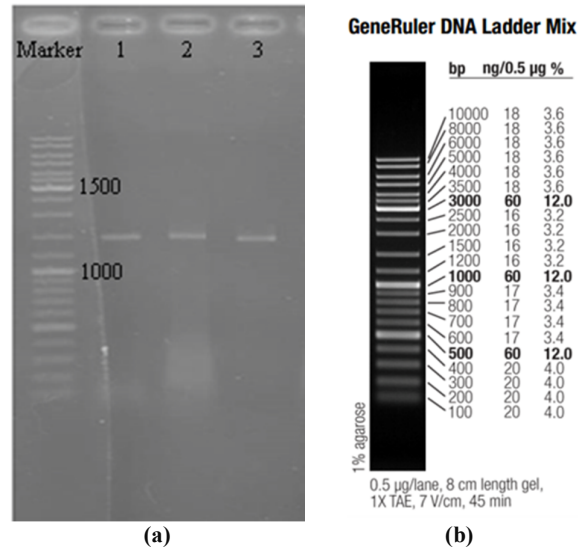 Marker 1 2 3
1500
1000
(a)
GeneRuler DNA Ladder Mix
bp ng/0.5 µg %
10000 18 3.6
8000 18 3.6
6000 18 3.6
5000 18 3.6
4000 18 3.6
3500 18 3.6
3000 60 12.0
2500 16 3.2
2000 16 3.2
1500 16 3.2
1200 16 3.2
1000 60 12.0
900 17 3.4
800 17 3.4
700 17 3.4
600 17 3.4
500 60 12.0
400 20 4.0
300 20 4.0
200 20 4.0
100 20 4.0
1% agarose
0.5 µg/lane, 8 cm length gel,
1X TAE, 7 V/cm, 45 min
(b)